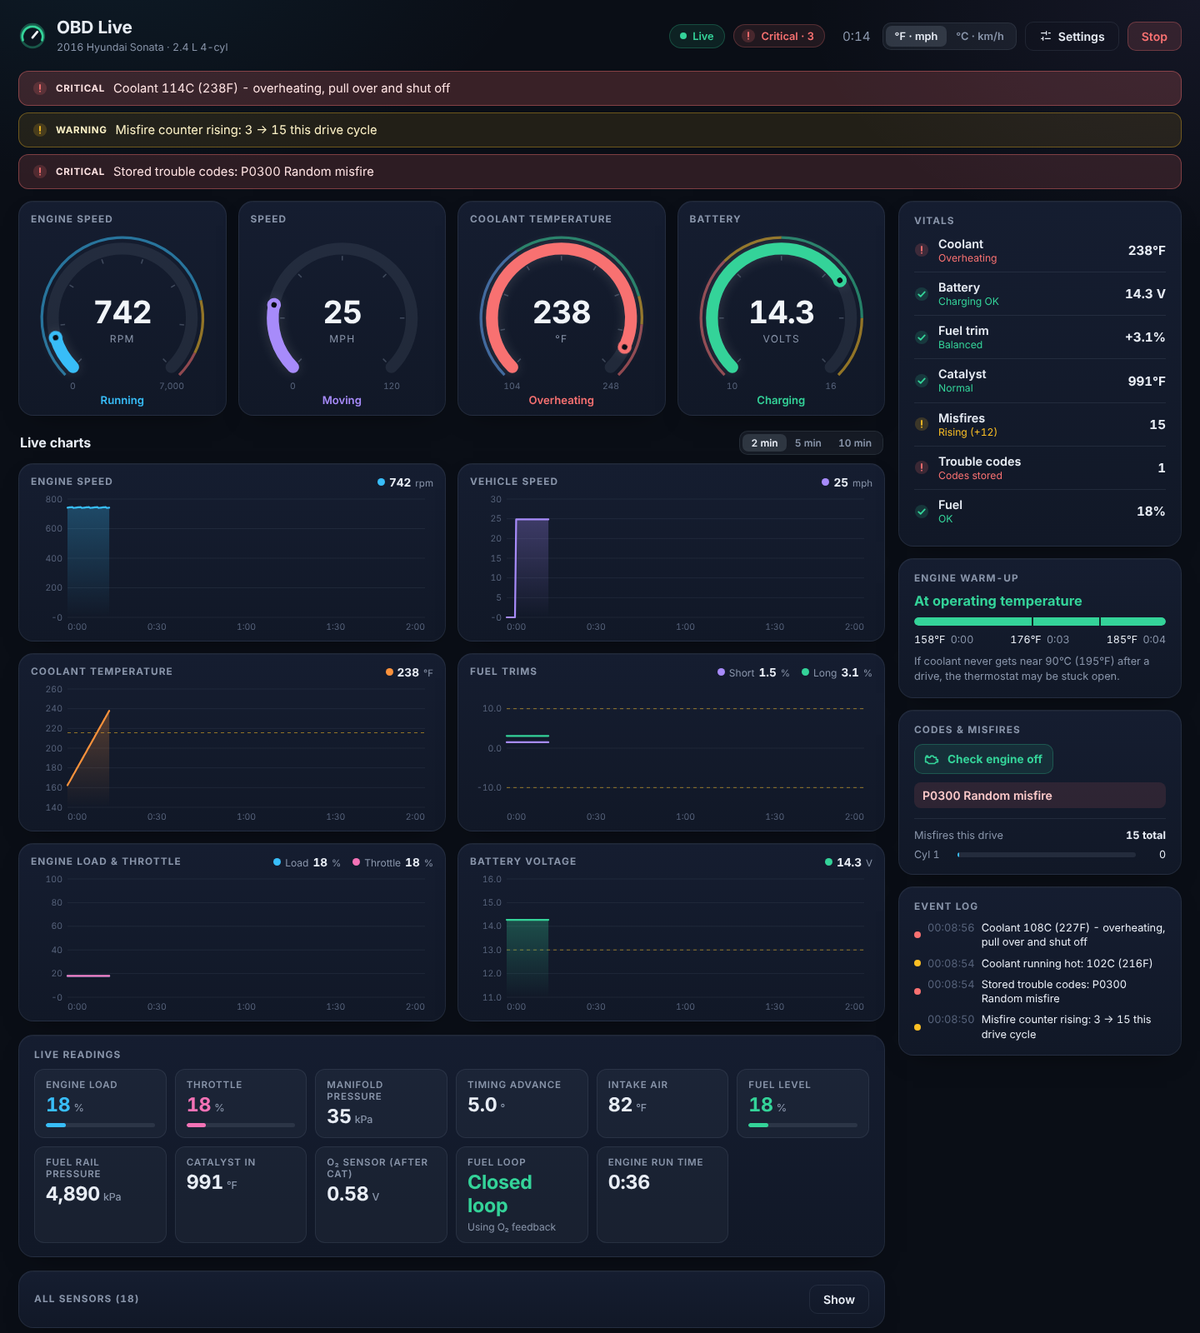 OBD Live
2016 Hyundai Sonata · 2.4 L 4-cyl
Live
Critical · 3
0:14
°F · mph
°C · km/h
Settings
Stop
CRITICAL Coolant 114C (238F) - overheating, pull over and shut off
WARNING Misfire counter rising: 3 → 15 this drive cycle
CRITICAL Stored trouble codes: P0300 Random misfire
ENGINE SPEED
742
RPM
0 7,000
Running
SPEED
25
MPH
0 120
Moving
COOLANT TEMPERATURE
238
°F
104 248
Overheating
BATTERY
14.3
VOLTS
10 16
Charging
Live charts
2 min 5 min 10 min
ENGINE SPEED
742 rpm
800
600
400
200
-0
0:00 0:30 1:00 1:30 2:00
VEHICLE SPEED
25 mph
30
25
20
15
10
5
-0
0:00 0:30 1:00 1:30 2:00
COOLANT TEMPERATURE
238 °F
260
240
220
200
180
160
140
0:00 0:30 1:00 1:30 2:00
FUEL TRIMS
Short 1.5 % Long 3.1 %
10.0
0.0
-10.0
0:00 0:30 1:00 1:30 2:00
ENGINE LOAD & THROTTLE
Load 18 % Throttle 18 %
100
80
60
40
20
-0
0:00 0:30 1:00 1:30 2:00
BATTERY VOLTAGE
14.3 V
16.0
15.0
14.0
13.0
12.0
11.0
0:00 0:30 1:00 1:30 2:00
LIVE READINGS
ENGINE LOAD
18 %
THROTTLE
18 %
MANIFOLD
PRESSURE
35 kPa
TIMING ADVANCE
5.0 °
INTAKE AIR
82 °F
FUEL LEVEL
18 %
FUEL RAIL
PRESSURE
4,890 kPa
CATALYST IN
991 °F
O₂ SENSOR (AFTER
CAT)
0.58 V
FUEL LOOP
Closed
loop
Using O₂ feedback
ENGINE RUN TIME
0:36
ALL SENSORS (18)
Show
VITALS
Coolant
Overheating
238°F
Battery
Charging OK
14.3 V
Fuel trim
Balanced
+3.1%
Catalyst
Normal
991°F
Misfires
Rising (+12)
15
Trouble codes
Codes stored
1
Fuel
OK
18%
ENGINE WARM-UP
At operating temperature
158°F 0:00 176°F 0:03 185°F 0:04
If coolant never gets near 90°C (195°F) after a
drive, the thermostat may be stuck open.
CODES & MISFIRES
Check engine off
P0300 Random misfire
Misfires this drive 15 total
Cyl 1 0
EVENT LOG
00:08:56 Coolant 108C (227F) - overheating,
pull over and shut off
00:08:54 Coolant running hot: 102C (216F)
00:08:54 Stored trouble codes: P0300
Random misfire
00:08:50 Misfire counter rising: 3 → 15 this
drive cycle